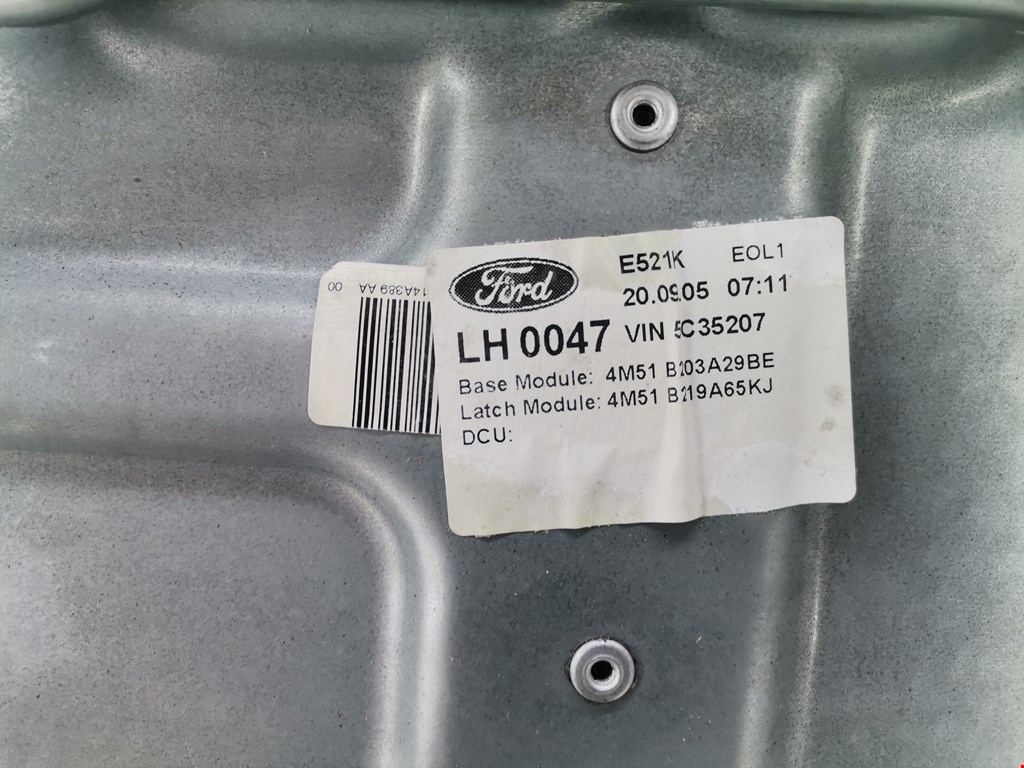 Ford
E521K EOL1
20.09.05 07:11
LH 0047 VIN 5C35207
Base Module: 4M51 B203A29BE
Latch Module: 4M51 B219A65KJ
DCU:
14A389 AA 00